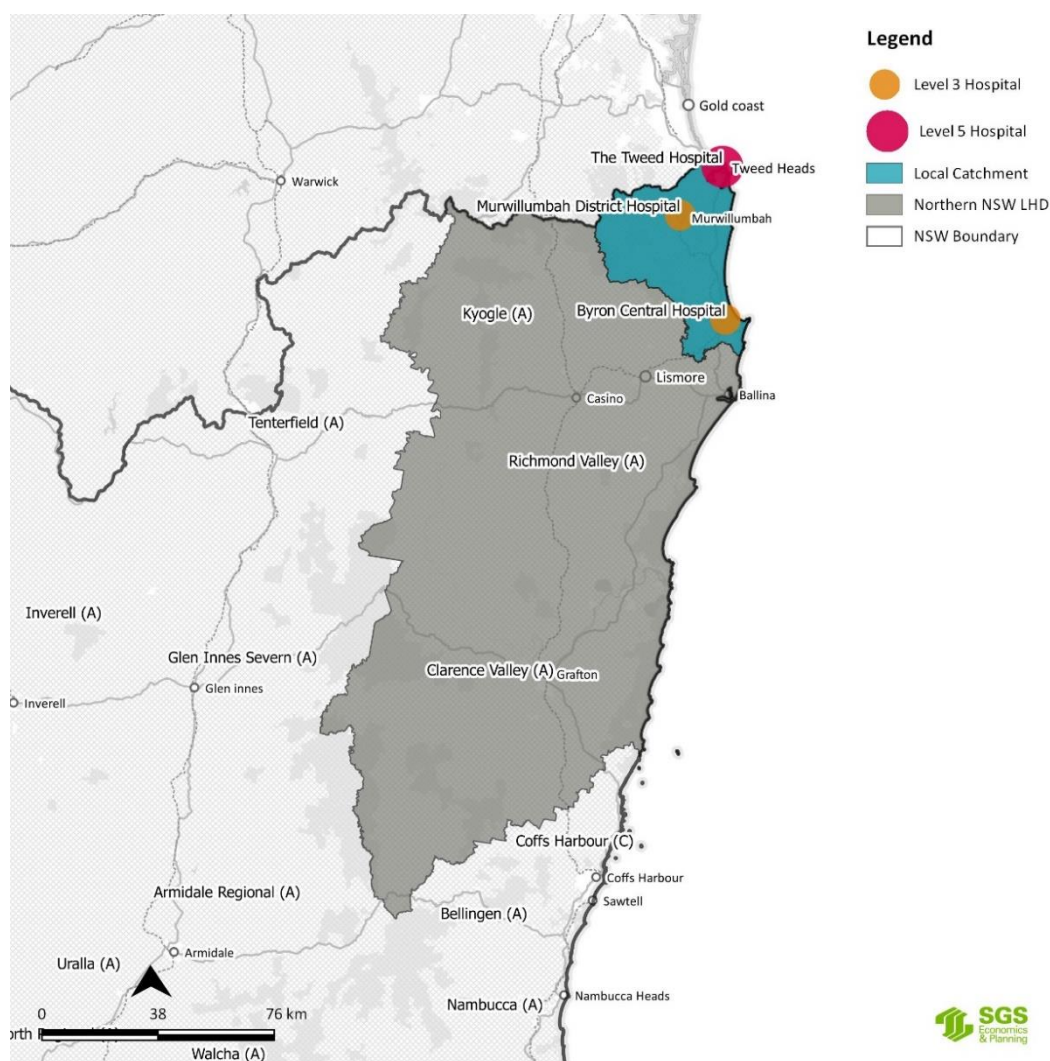 Legend
Level 3 Hospital
Level 5 Hospital
Local Catchment
Northern NSW LHD
NSW Boundary
Gold coast
The Tweed Hospital
Tweed Heads
Warwick
Murwillumbah District Hospital
Murwillumbah
Kyogle (A)
Byron Central Hospital
Lismore
Casino
Ballina
Tenterfield (A)
Richmond Valley (A)
Inverell (A)
Glen Innes Severn (A)
Clarence Valley (A)
Grafton
Glen innes
Inverell
Coffs Harbour (C)
Coffs Harbour
Armidale Regional (A)
Sawtell
Bellingen (A)
Armidale
Uralla (A)
Nambucca (A)
Nambucca Heads
0 38 76 km
Walcha (A)
SGS
Economics
& Planning